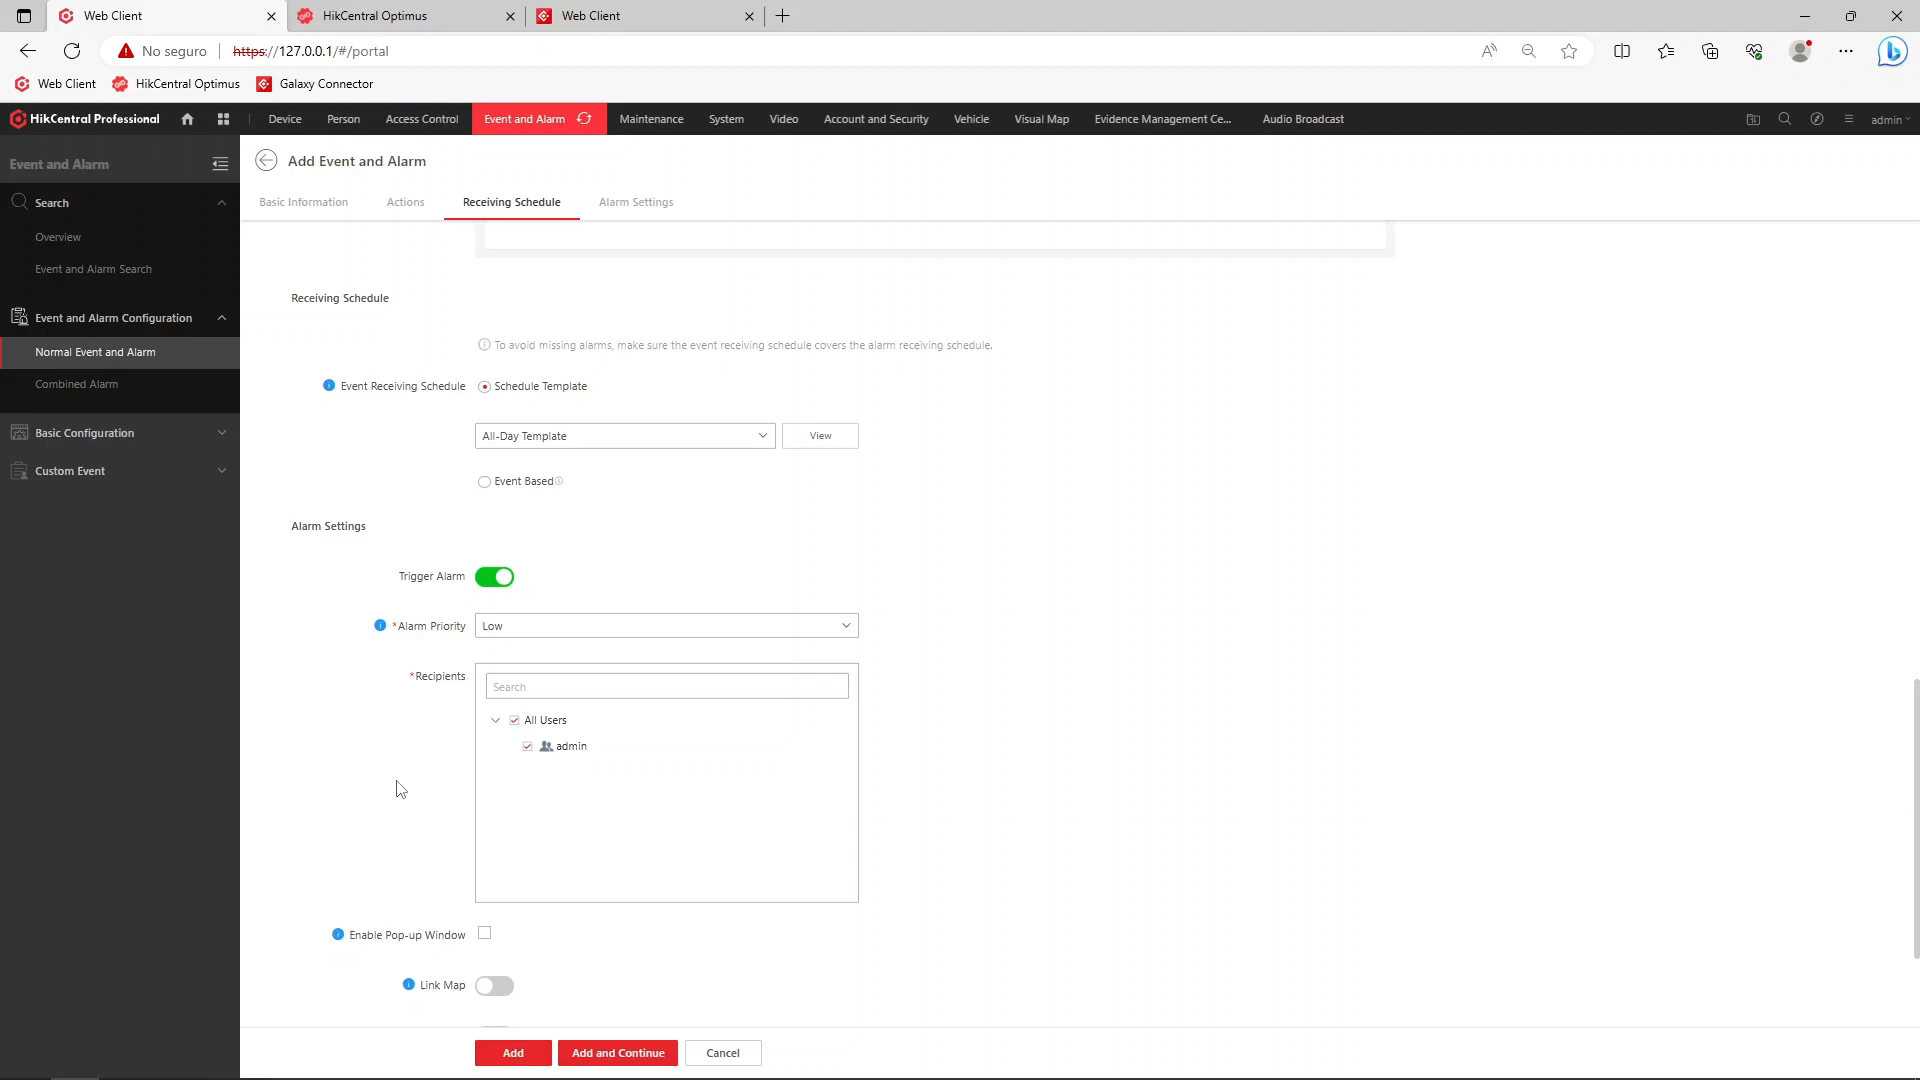 Web Client
HikCentral Optimus
Web Client
No seguro
https://127.0.0.1/#/portal
Web Client
HikCentral Optimus
Galaxy Connector
HikCentral Professional
Device
Person
Access Control
Event and Alarm
Maintenance
System
Video
Account and Security
Vehicle
Visual Map
Evidence Management Ce...
Audio Broadcast
admin
Event and Alarm
Search
Overview
Event and Alarm Search
Event and Alarm Configuration
Normal Event and Alarm
Combined Alarm
Basic Configuration
Custom Event
Add Event and Alarm
Basic Information
Actions
Receiving Schedule
Alarm Settings
Receiving Schedule
To avoid missing alarms, make sure the event receiving schedule covers the alarm receiving schedule.
Event Receiving Schedule
Schedule Template
All-Day Template
View
Event Based
Alarm Settings
Trigger Alarm
*Alarm Priority
Low
*Recipients
Search
All Users
admin
Enable Pop-up Window
Link Map
Add
Add and Continue
Cancel